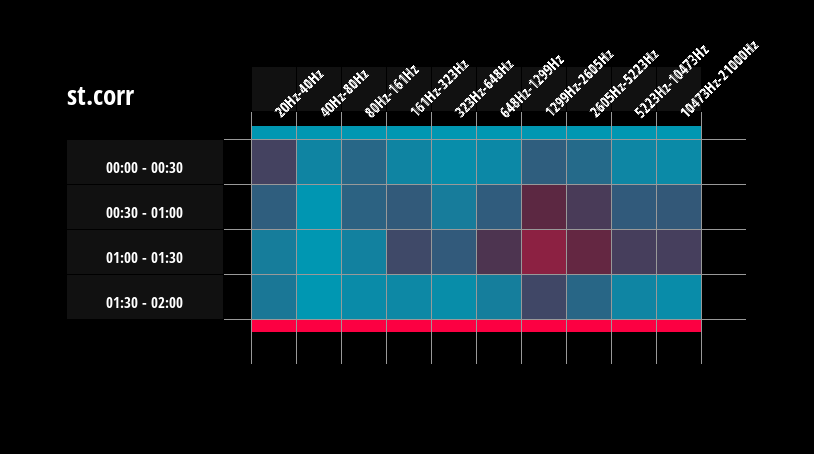 st.corr
20Hz-40Hz
40Hz-80Hz
80Hz-161Hz
161Hz-323Hz
323Hz-648Hz
648Hz-1299Hz
1299Hz-2605Hz
2605Hz-5223Hz
5223Hz-10473Hz
10473Hz-21000Hz
00:00 - 00:30
00:30 - 01:00
01:00 - 01:30
01:30 - 02:00